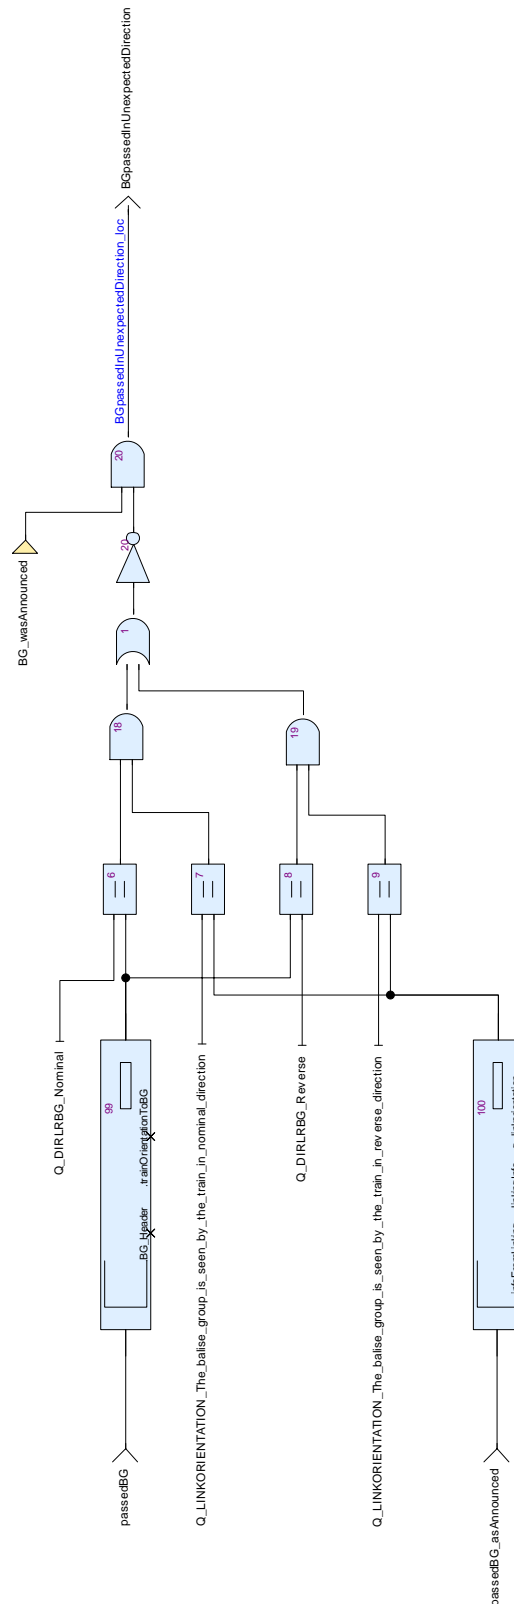 BGpassedInUnexpectedDirection
BGpassedInUnexpectedDirection_loc
20
BG_wasAnnounced
20
1
18
19
6
7
8
9
Q_DIRLRBG_Nominal
Q_LINKORIENTATION_The_balise_group_is_seen_by_the_train_in_nominal_direction
Q_DIRLRBG_Reverse
Q_LINKORIENTATION_The_balise_group_is_seen_by_the_train_in_reverse_direction
99
.BG_Header
.trainOrientationToBG
100
passedBG
passedBG_asAnnounced